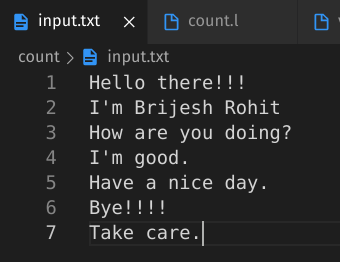 input.txt × count.l
count > input.txt
1 Hello there!!!
2 I'm Brijesh Rohit
3 How are you doing?
4 I'm good.
5 Have a nice day.
6 Bye!!!!
7 Take care.